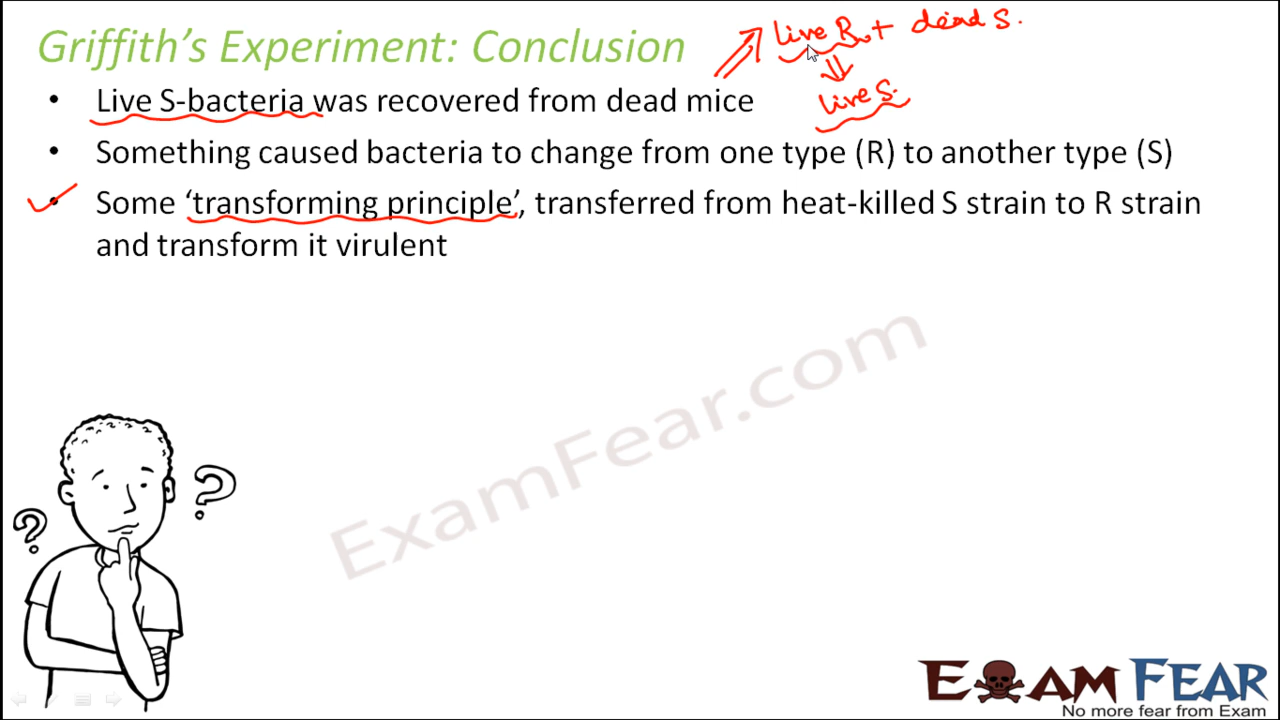 Griffith's Experiment: Conclusion
live R + dead S.
live S.
• Live S-bacteria was recovered from dead mice
• Something caused bacteria to change from one type (R) to another type (S)
• Some ‘transforming principle’, transferred from heat-killed S strain to R strain
and transform it virulent
ExamFear.com
? ?
EXAM FEAR
No more fear from Exam